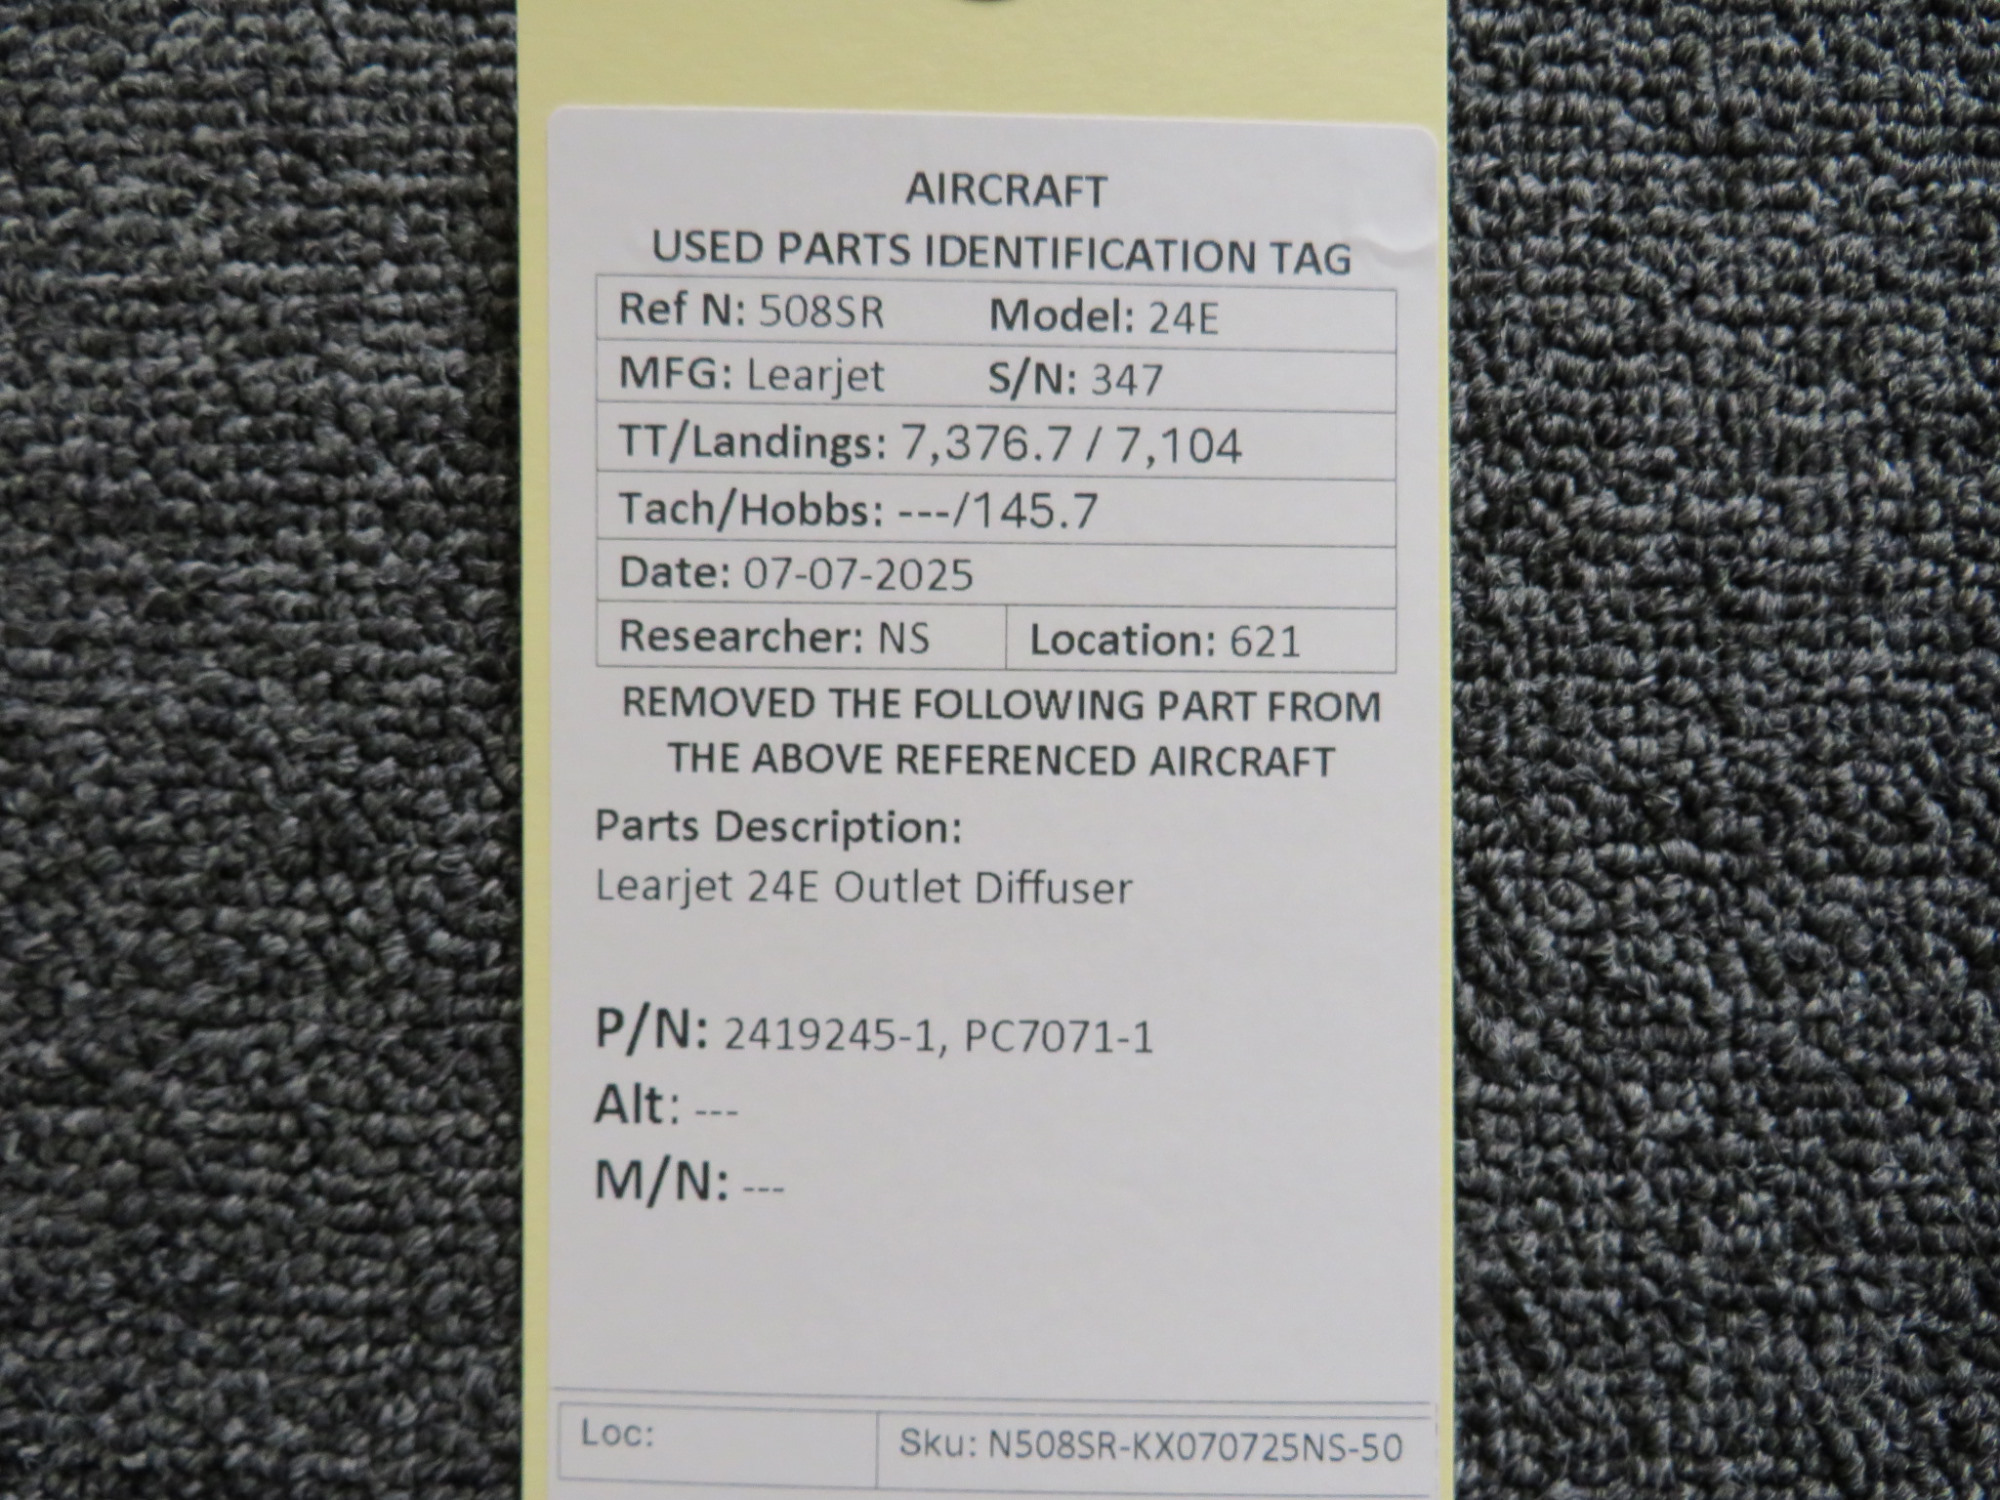 AIRCRAFT
USED PARTS IDENTIFICATION TAG
Ref N: 508SR Model: 24E
MFG: Learjet S/N: 347
TT/Landings: 7,376.7 / 7,104
Tach/Hobbs: ---/145.7
Date: 07-07-2025
Researcher: NS Location: 621
REMOVED THE FOLLOWING PART FROM
THE ABOVE REFERENCED AIRCRAFT
Parts Description:
Learjet 24E Outlet Diffuser
P/N: 2419245-1, PC7071-1
Alt: ---
M/N: ---
Loc: Sku: N508SR-KX070725NS-50